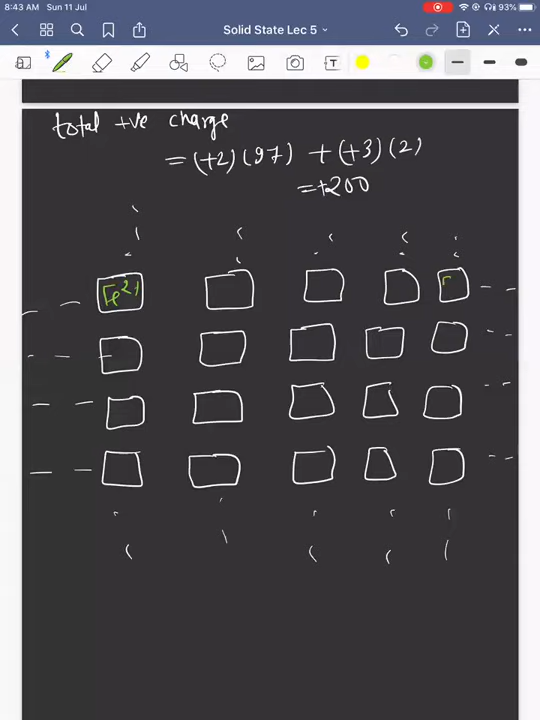 8:43 AM Sun 11 Jul
93%
Solid State Lec 5
T
total +ve charge
= (+2) (97) + (+3) (2)
= +200
Fe²⁺